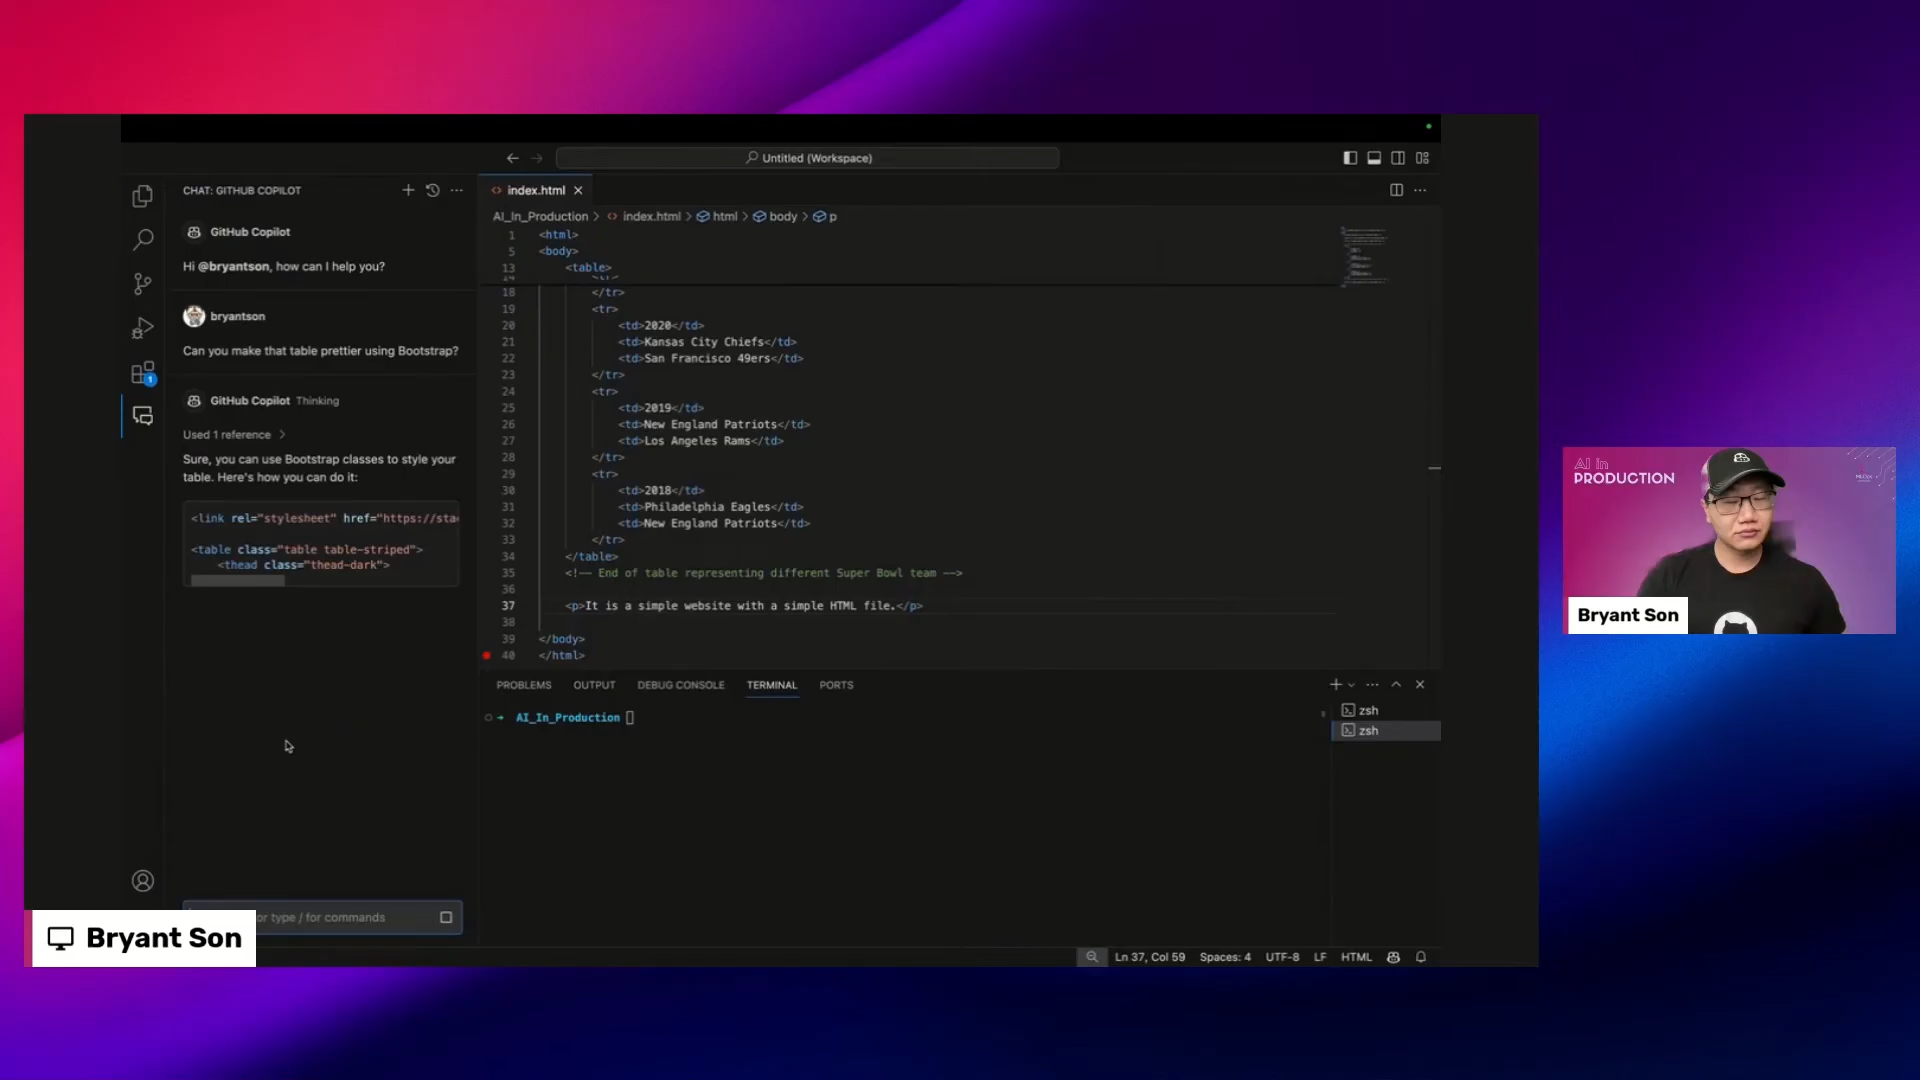 Untitled (Workspace)
CHAT: GITHUB COPILOT
GitHub Copilot
Hi @bryantson, how can I help you?
bryantson
Can you make that table prettier using Bootstrap?
GitHub Copilot Thinking
Used 1 reference
Sure, you can use Bootstrap classes to style your
table. Here's how you can do it:
<link rel="stylesheet" href="https://sta
<table class="table table-striped">
<thead class="thead-dark">
or type / for commands
1
index.html
AI_In_Production > index.html > html > body > p
1 <html>
5 <body>
13 <table>
14 <tr>
18 </tr>
19 <tr>
20 <td>2020</td>
21 <td>Kansas City Chiefs</td>
22 <td>San Francisco 49ers</td>
23 </tr>
24 <tr>
25 <td>2019</td>
26 <td>New England Patriots</td>
27 <td>Los Angeles Rams</td>
28 </tr>
29 <tr>
30 <td>2018</td>
31 <td>Philadelphia Eagles</td>
32 <td>New England Patriots</td>
33 </tr>
34 </table>
35 <!-- End of table representing different Super Bowl team -->
36
37 <p>It is a simple website with a simple HTML file.</p>
38
39 </body>
40 </html>
PROBLEMS OUTPUT DEBUG CONSOLE TERMINAL PORTS
AI_In_Production
zsh
zsh
Ln 37, Col 59 Spaces: 4 UTF-8 LF HTML
Bryant Son
AI in
PRODUCTION
Bryant Son